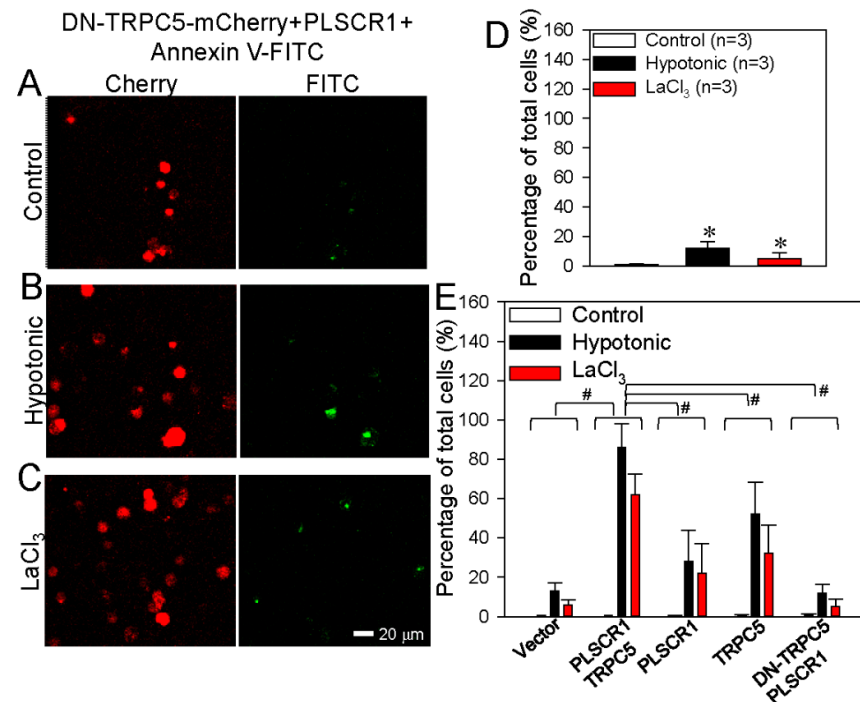 DN-TRPC5-mCherry+PLSCR1+
Annexin V-FITC
A
Cherry
FITC
Control
B
Hypotonic
C
LaCl₃
20 μm
D
Percentage of total cells (%)
160
140
120
100
80
60
40
20
0
Control (n=3)
Hypotonic (n=3)
LaCl₃ (n=3)
*
*
E
Percentage of total cells (%)
160
140
120
100
80
60
40
20
0
Control
Hypotonic
LaCl₃
#
#
#
#
Vector
PLSCR1
TRPC5
PLSCR1
TRPC5
DN-TRPC5
PLSCR1